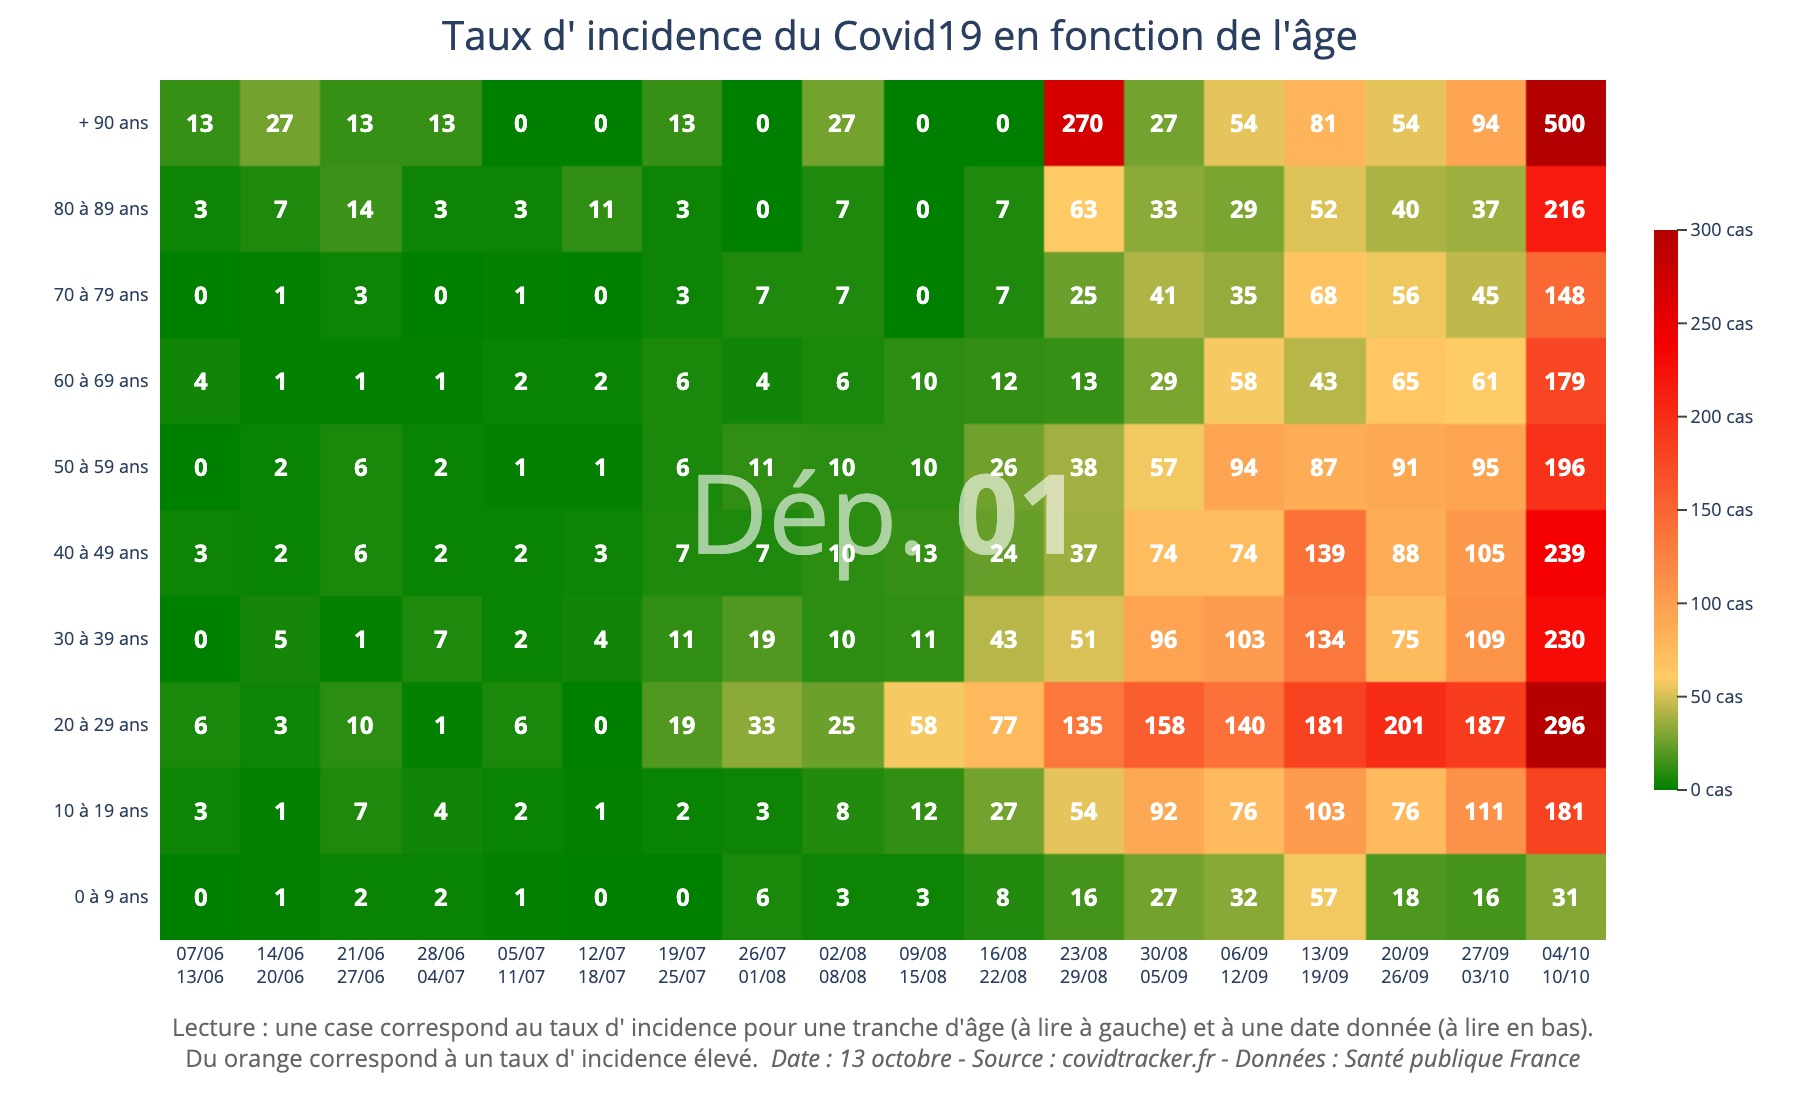 Taux d' incidence du Covid19 en fonction de l'âge
+ 90 ans 13 27 13 13 0 0 13 0 27 0 0 270 27 54 81 54 94 500
80 à 89 ans 3 7 14 3 3 11 3 0 7 0 7 63 33 29 52 40 37 216
70 à 79 ans 0 1 3 0 1 0 3 7 7 0 7 25 41 35 68 56 45 148
60 à 69 ans 4 1 1 1 2 2 6 4 6 10 12 13 29 58 43 65 61 179
50 à 59 ans 0 2 6 2 1 1 6 11 10 10 26 38 57 94 87 91 95 196
Dép. 01
40 à 49 ans 3 2 6 2 2 3 7 7 10 13 24 37 74 74 139 88 105 239
30 à 39 ans 0 5 1 7 2 4 11 19 10 11 43 51 96 103 134 75 109 230
20 à 29 ans 6 3 10 1 6 0 19 33 25 58 77 135 158 140 181 201 187 296
10 à 19 ans 3 1 7 4 2 1 2 3 8 12 27 54 92 76 103 76 111 181
0 à 9 ans 0 1 2 2 1 0 0 6 3 3 8 16 27 32 57 18 16 31
07/06 14/06 21/06 28/06 05/07 12/07 19/07 26/07 02/08 09/08 16/08 23/08 30/08 06/09 13/09 20/09 27/09 04/10
13/06 20/06 27/06 04/07 11/07 18/07 25/07 01/08 08/08 15/08 22/08 29/08 05/09 12/09 19/09 26/09 03/10 10/10
300 cas
250 cas
200 cas
150 cas
100 cas
50 cas
0 cas
Lecture : une case correspond au taux d' incidence pour une tranche d'âge (à lire à gauche) et à une date donnée (à lire en bas).
Du orange correspond à un taux d' incidence élevé. Date : 13 octobre - Source : covidtracker.fr - Données : Santé publique France